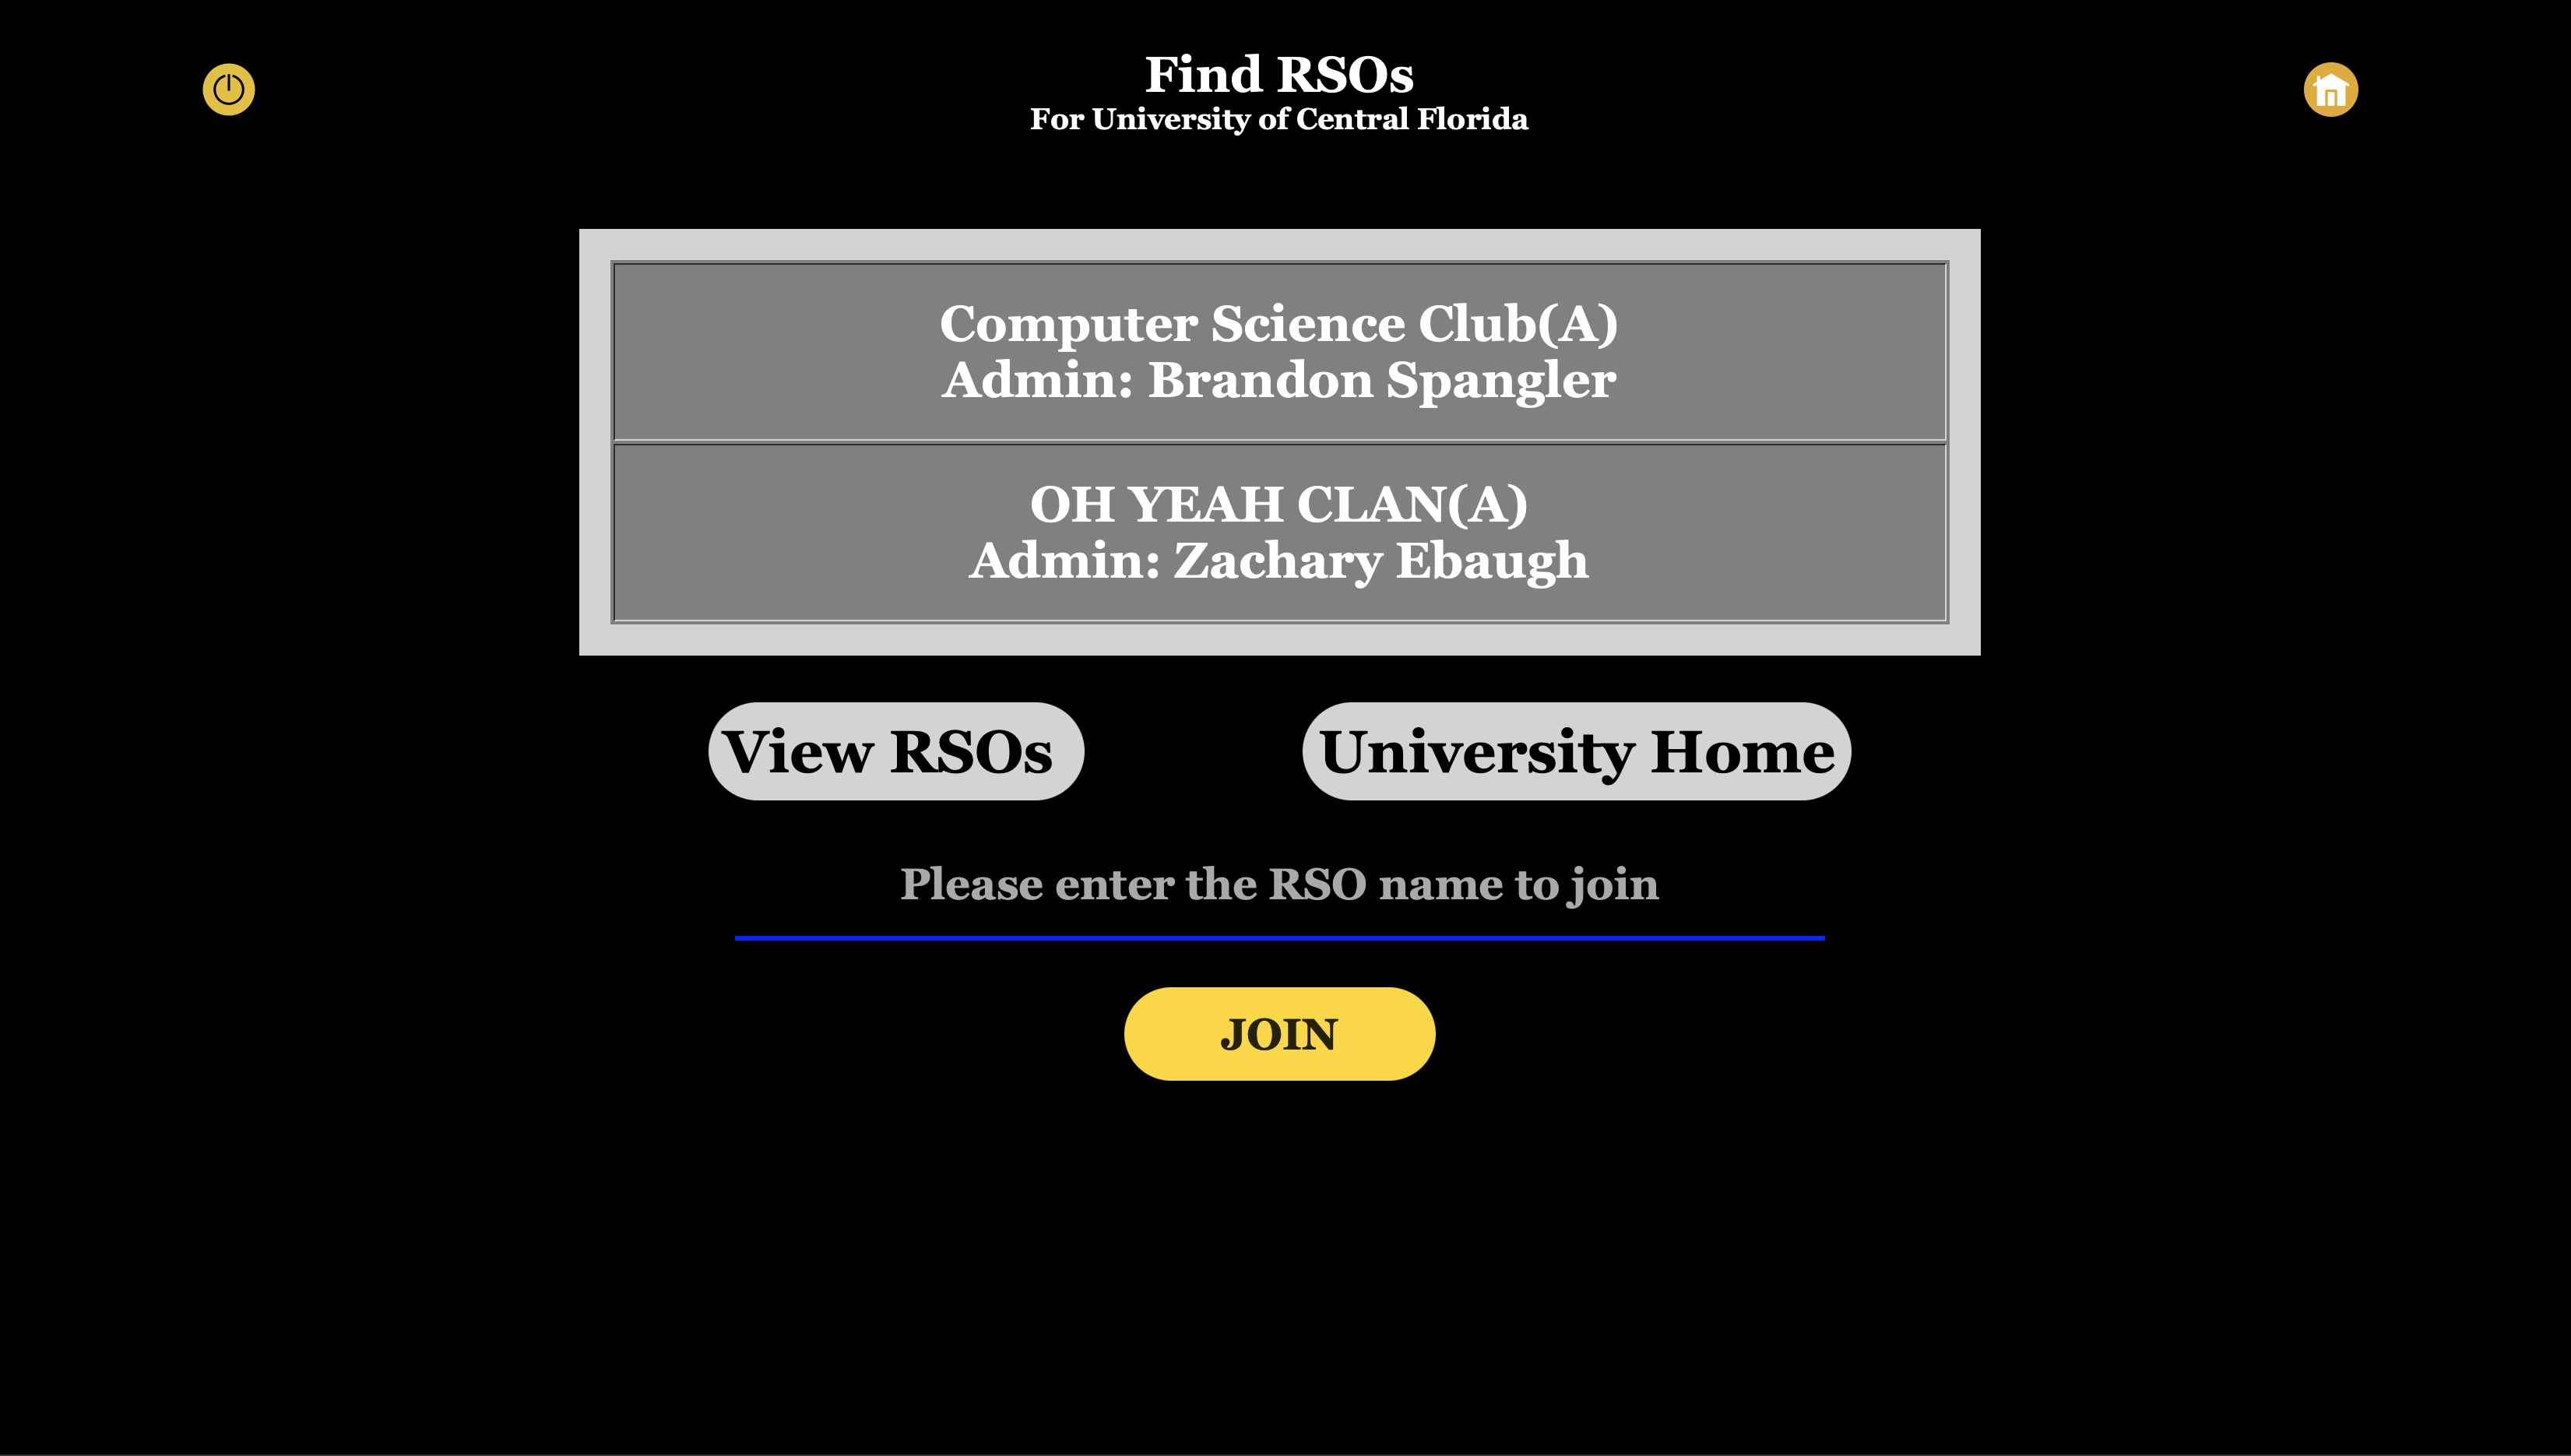 Find RSOs
For University of Central Florida
Computer Science Club(A)
Admin: Brandon Spangler
OH YEAH CLAN(A)
Admin: Zachary Ebaugh
View RSOs
University Home
Please enter the RSO name to join
JOIN